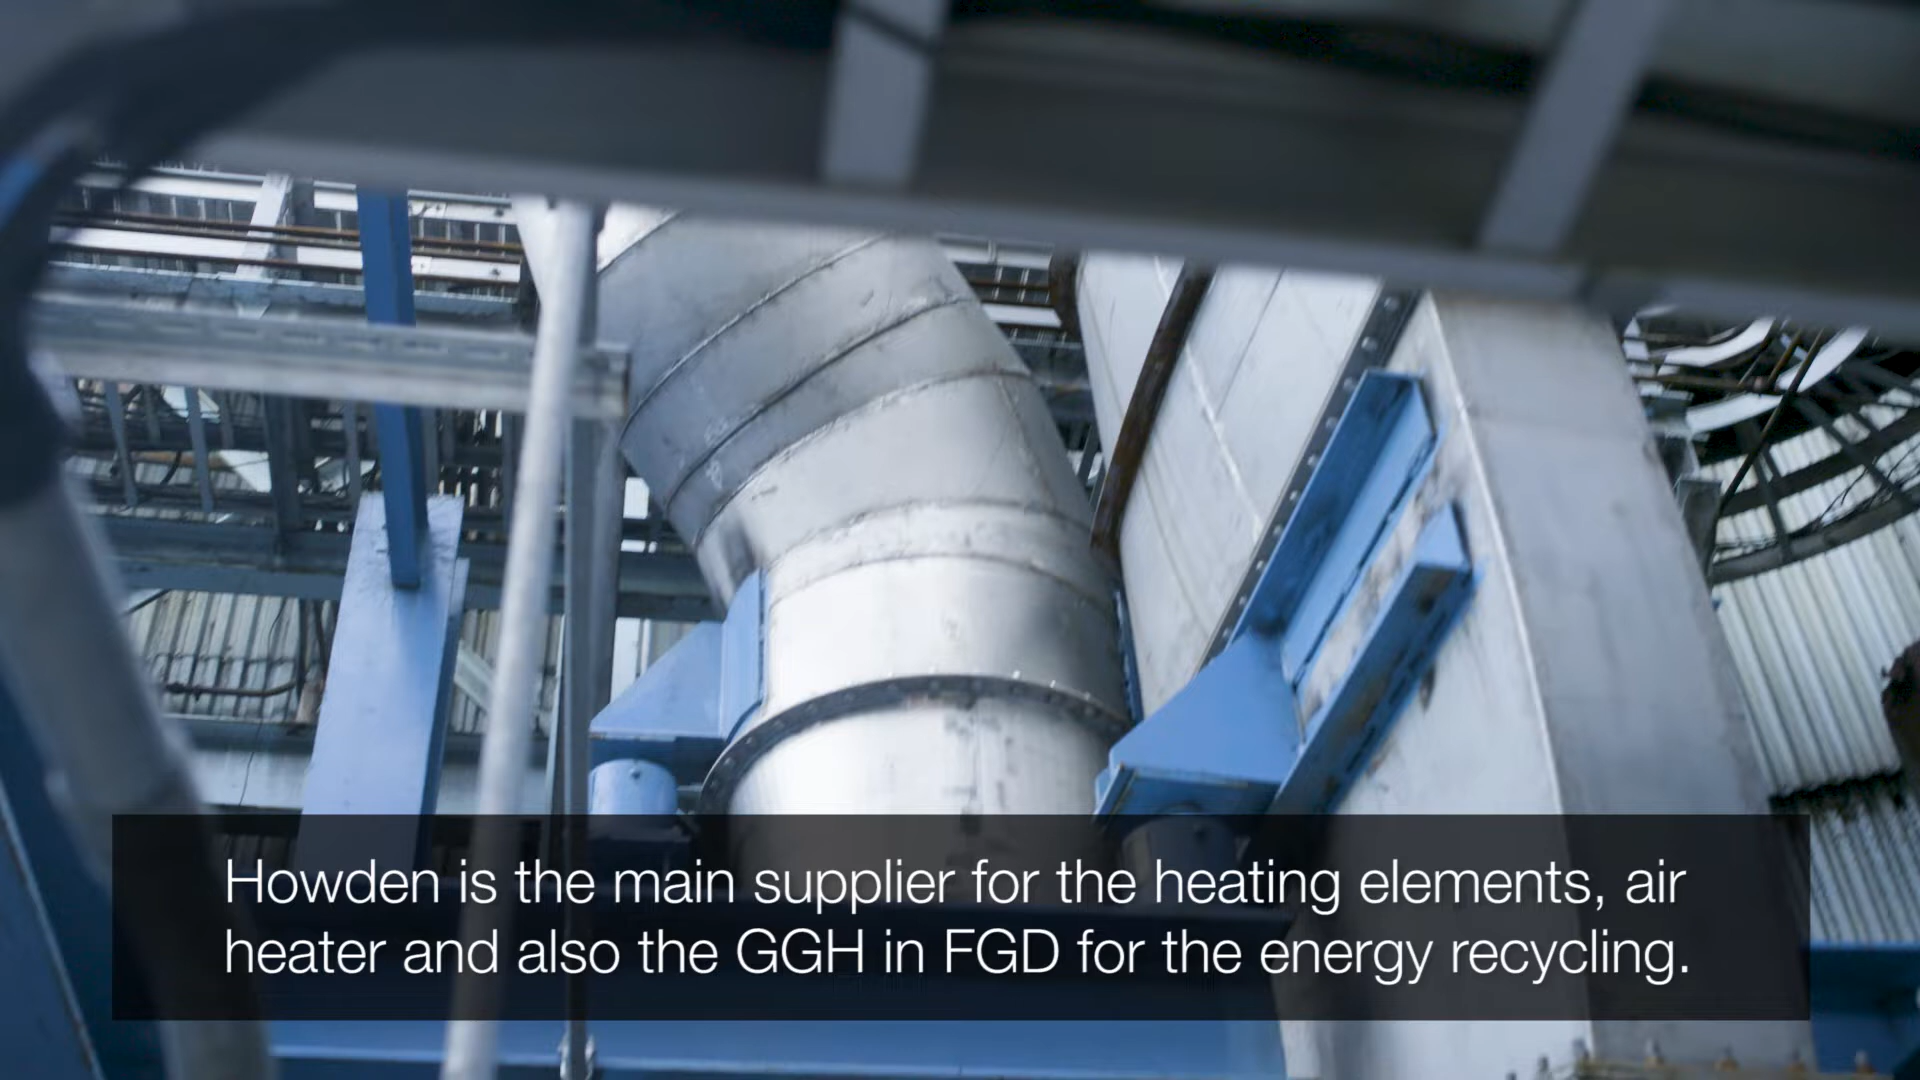 Howden is the main supplier for the heating elements, air
heater and also the GGH in FGD for the energy recycling.